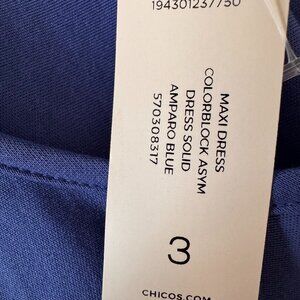 194301237750
MAXI DRESS
COLORBLOCK ASYM
DRESS SOLID
AMPARO BLUE
570308317
3
CHICOS.COM